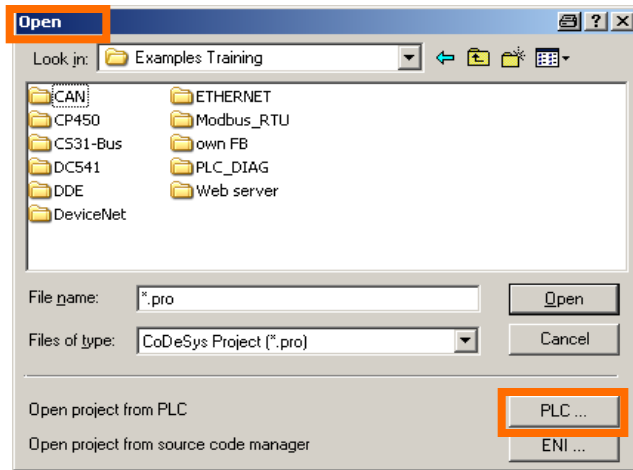 Open
Look in: Examples Training
CAN
CP450
CS31-Bus
DC541
DDE
DeviceNet
ETHERNET
Modbus_RTU
own FB
PLC_DIAG
Web server
File name: *.pro Open
Files of type: CoDeSys Project (*.pro) Cancel
Open project from PLC PLC ...
Open project from source code manager ENI ...